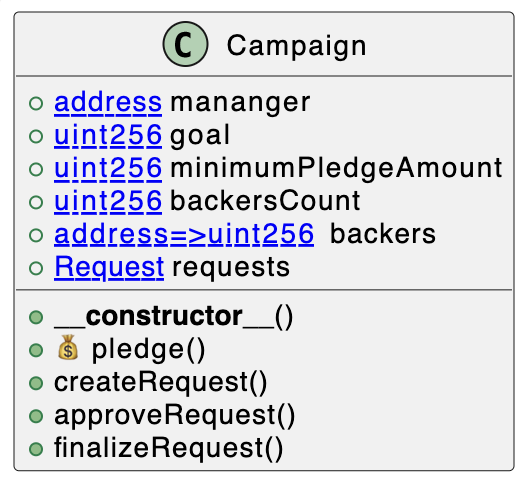 C Campaign
address mananger
uint256 goal
uint256 minimumPledgeAmount
uint256 backersCount
address=>uint256 backers
Request requests
__constructor__()
💰 pledge()
createRequest()
approveRequest()
finalizeRequest()